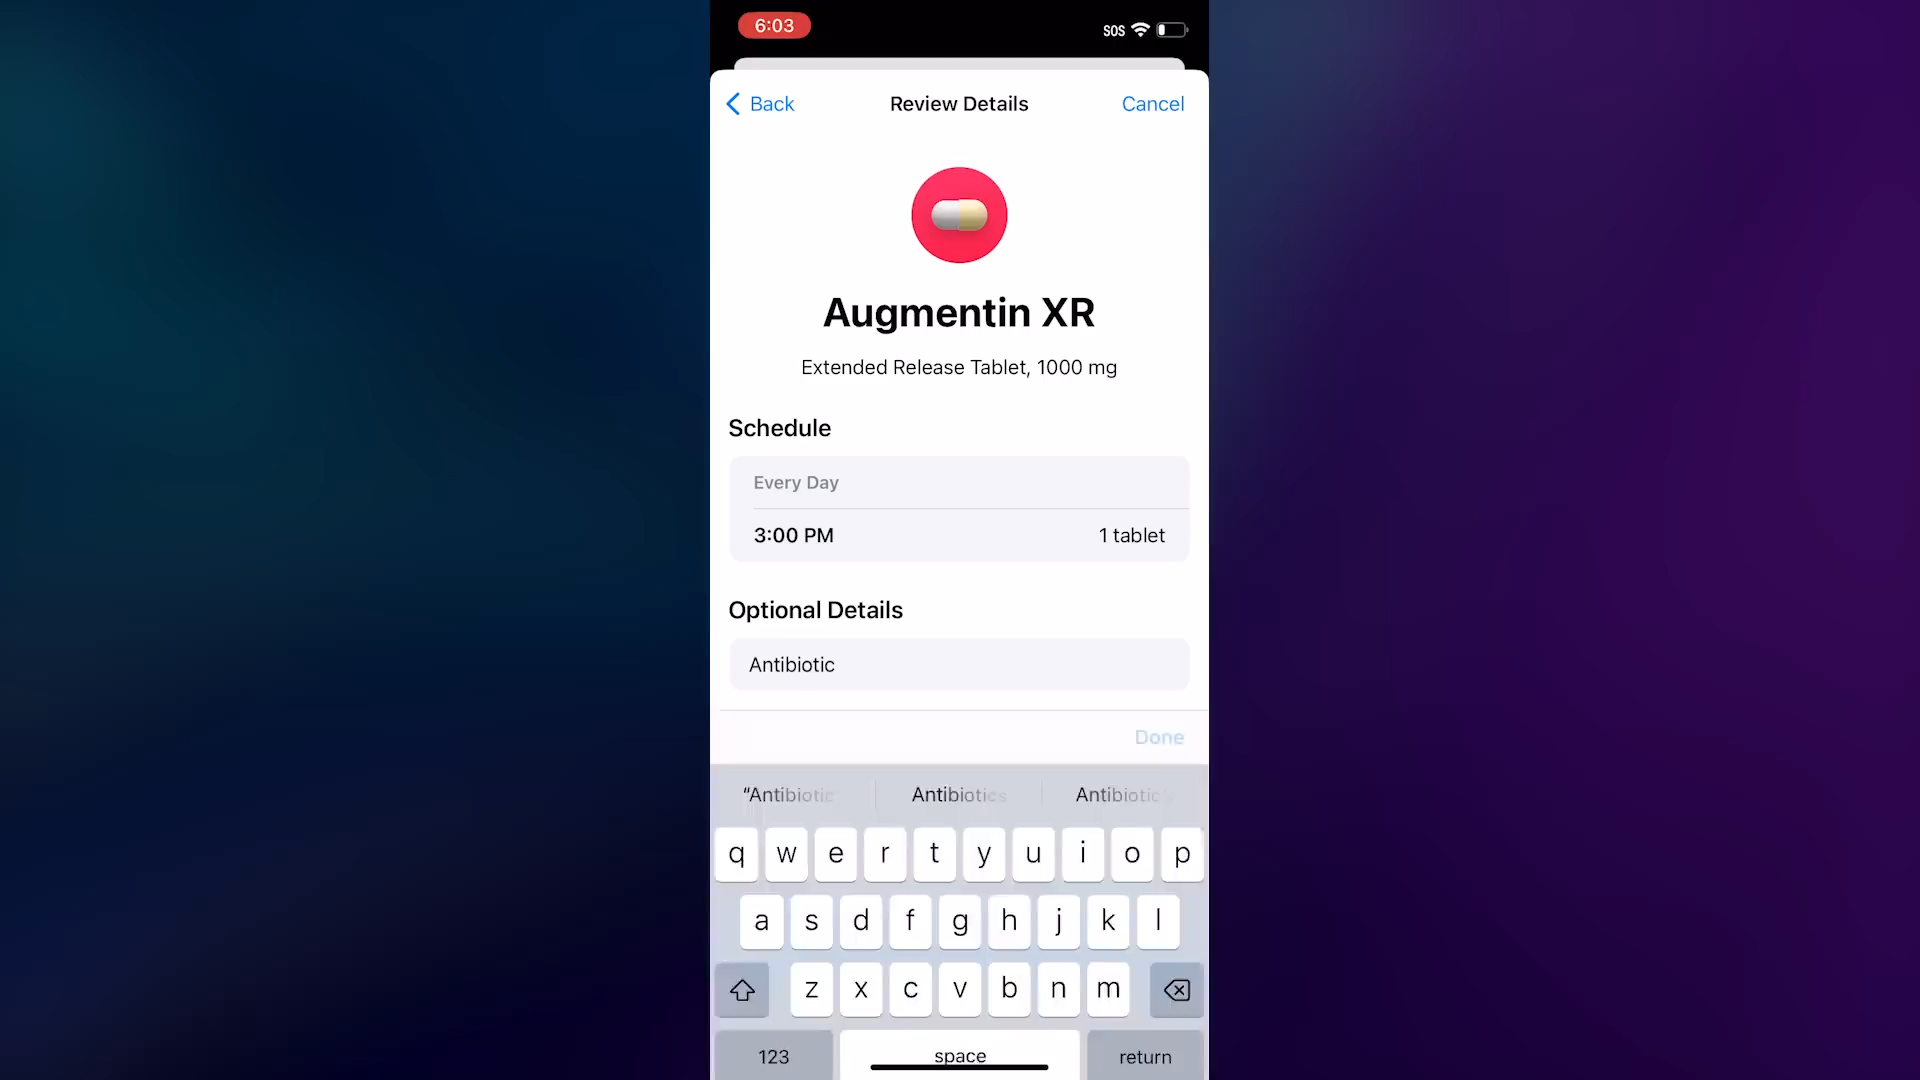 6:03
SOS
Back
Review Details
Cancel
Augmentin XR
Extended Release Tablet, 1000 mg
Schedule
Every Day
3:00 PM 1 tablet
Optional Details
Antibiotic
Done
“Antibiotic Antibiotics Antibiotic
q w e r t y u i o p
a s d f g h j k l
z x c v b n m
123 space return